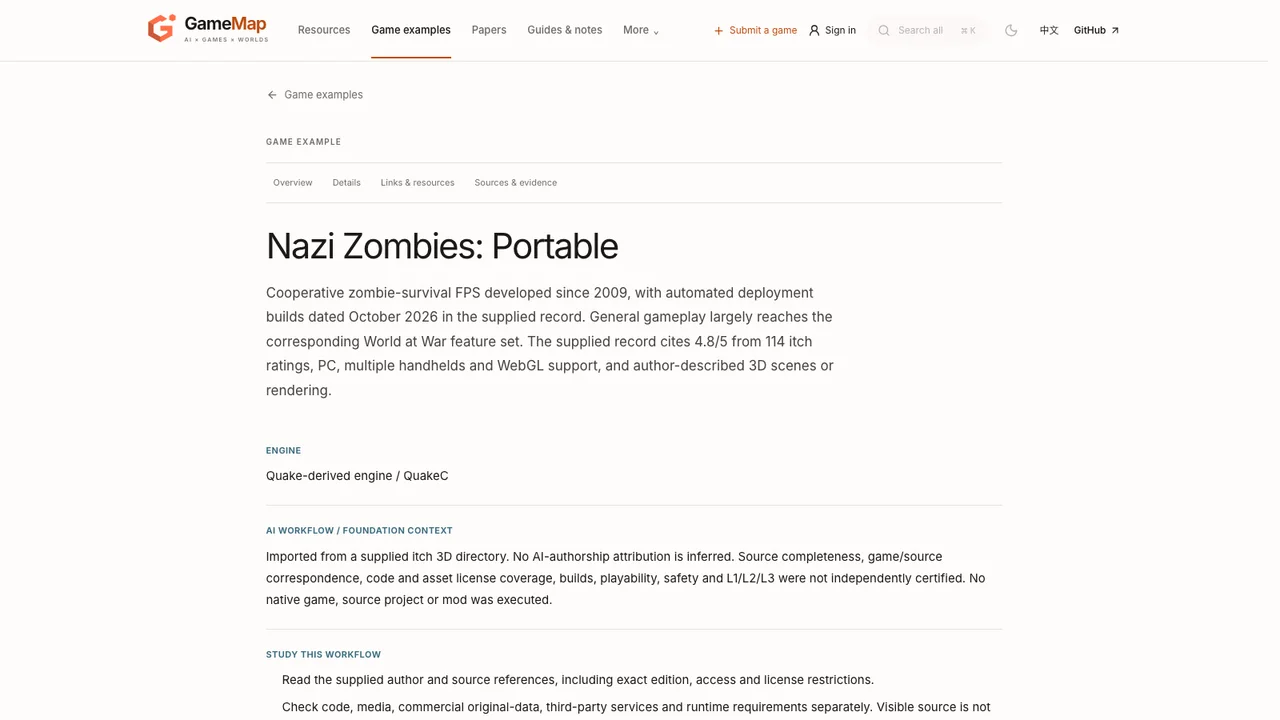 GameMap
AI × GAMES × WORLDS
Resources
Game examples
Papers
Guides & notes
More
+ Submit a game
Sign in
Search all
⌘ K
中文
GitHub ↗
← Game examples
GAME EXAMPLE
Overview
Details
Links & resources
Sources & evidence
Nazi Zombies: Portable
Cooperative zombie-survival FPS developed since 2009, with automated deployment
builds dated October 2026 in the supplied record. General gameplay largely reaches the
corresponding World at War feature set. The supplied record cites 4.8/5 from 114 itch
ratings, PC, multiple handhelds and WebGL support, and author-described 3D scenes or
rendering.
ENGINE
Quake-derived engine / QuakeC
AI WORKFLOW / FOUNDATION CONTEXT
Imported from a supplied itch 3D directory. No AI-authorship attribution is inferred. Source completeness, game/source
correspondence, code and asset license coverage, builds, playability, safety and L1/L2/L3 were not independently certified. No
native game, source project or mod was executed.
STUDY THIS WORKFLOW
Read the supplied author and source references, including exact edition, access and license restrictions.
Check code, media, commercial original-data, third-party services and runtime requirements separately. Visible source is not